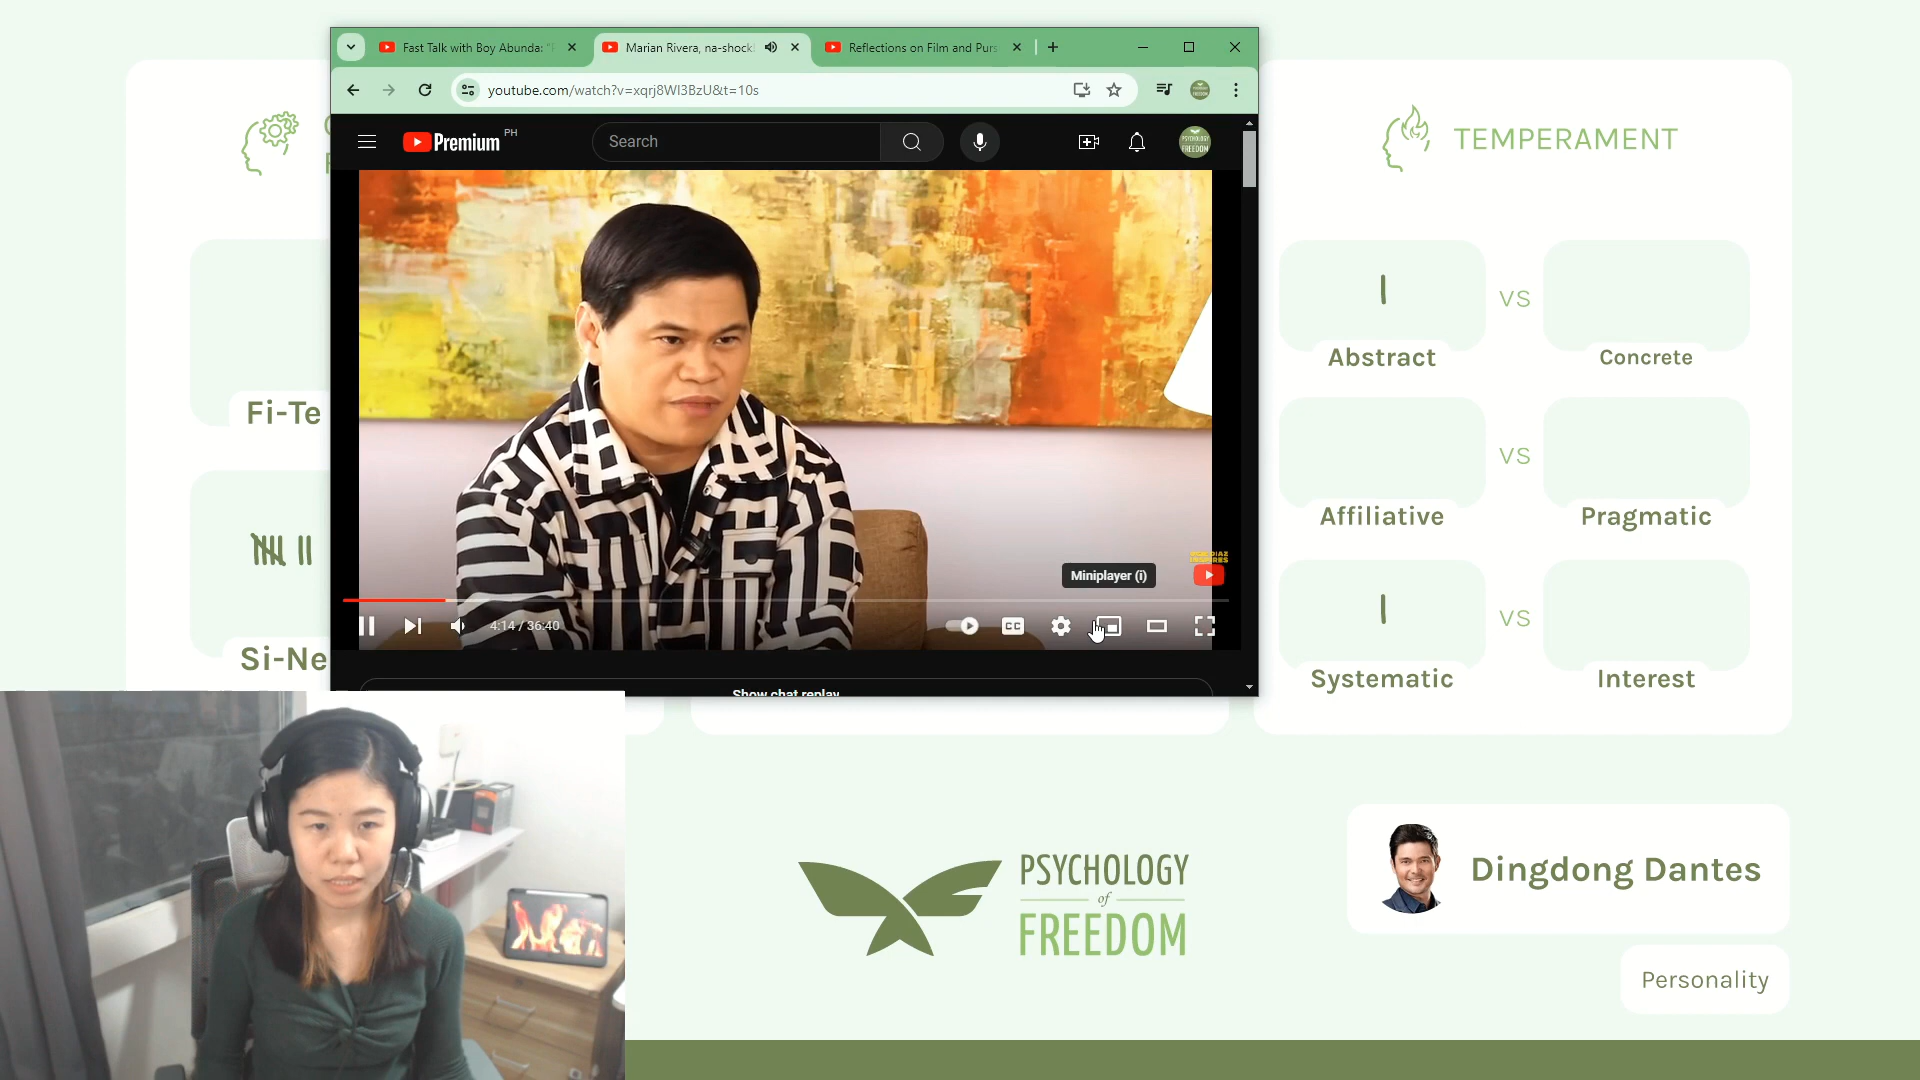 Fast Talk with Boy Abunda: "
Marian Rivera, na-shock
Reflections on Film and Purs
youtube.com/watch?v=xqrj8WI3BzU&t=10s
Premium PH
Search
Miniplayer (i)
4:14 / 36:40
CC
Show chat replay
Fi-Te
Si-Ne
TEMPERAMENT
VS
Abstract
Concrete
VS
Affiliative
Pragmatic
VS
Systematic
Interest
PSYCHOLOGY
of
FREEDOM
Dingdong Dantes
Personality